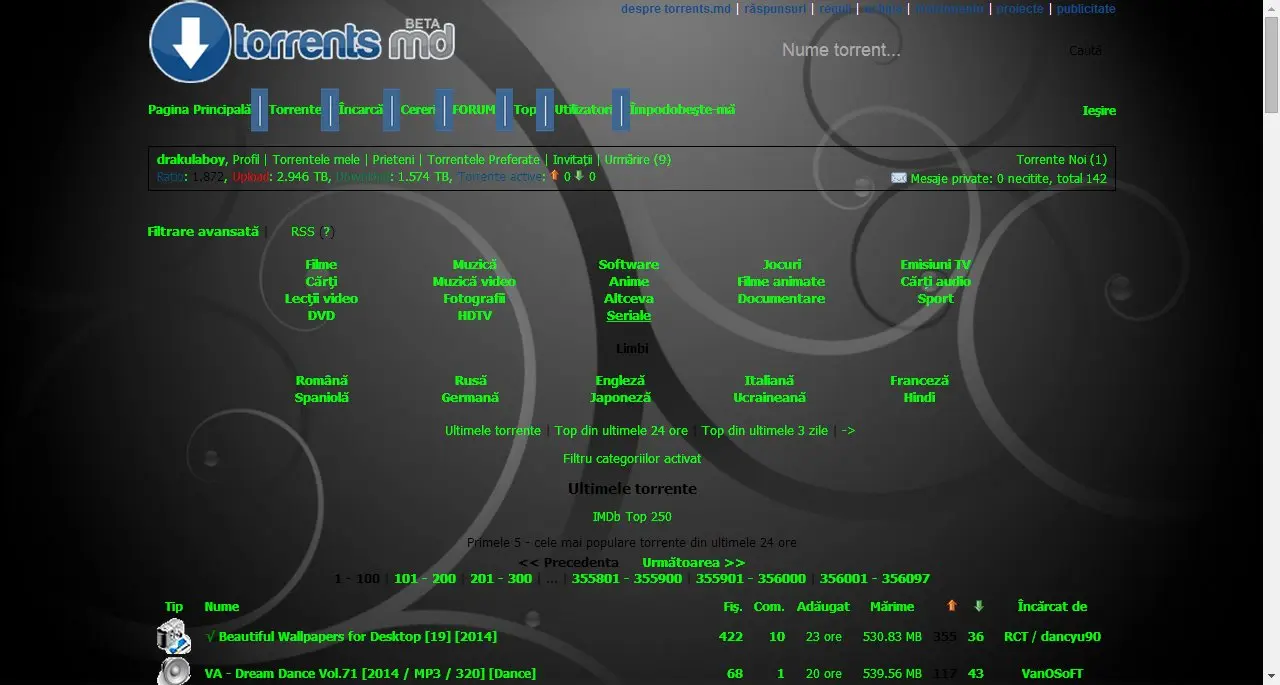 BETA
torrents md
despre torrents.md | răspunsuri | reguli | | | proiecte | publicitate
Nume torrent... Caută
Pagina Principală Torrente Încarcă Cereri FORUM Top Utilizatori Împodobeşte-mă Ieşire
drakulaboy, Profil | Torrentele mele | Prieteni | Torrentele Preferate | Invitaţii | Urmărire (9) Torrente Noi (1)
Ratio: 1.872, Upload: 2.946 TB, Download: 1.574 TB, Torrente active: 0 0 Mesaje private: 0 necitite, total 142
Filtrare avansată | RSS (?)
Filme Muzică Software Jocuri Emisiuni TV
Cărţi Muzică video Anime Filme animate Cărţi audio
Lecţii video Fotografii Altceva Documentare Sport
DVD HDTV Seriale
Limbi
Română Rusă Engleză Italiană Franceză
Spaniolă Germană Japoneză Ucraineană Hindi
Ultimele torrente | Top din ultimele 24 ore | Top din ultimele 3 zile | ->
Filtru categoriilor activat
Ultimele torrente
IMDb Top 250
Primele 5 - cele mai populare torrente din ultimele 24 ore
<< Precedenta Următoarea >>
1 - 100 | 101 - 200 | 201 - 300 | ... | 355801 - 355900 | 355901 - 356000 | 356001 - 356097
Tip Nume Fiş. Com. Adăugat Mărime Încărcat de
√ Beautiful Wallpapers for Desktop [19] [2014] 422 10 23 ore 530.83 MB 355 36 RCT / dancyu90
VA - Dream Dance Vol.71 [2014 / MP3 / 320] [Dance] 68 1 20 ore 539.56 MB 117 43 VanOSoFT